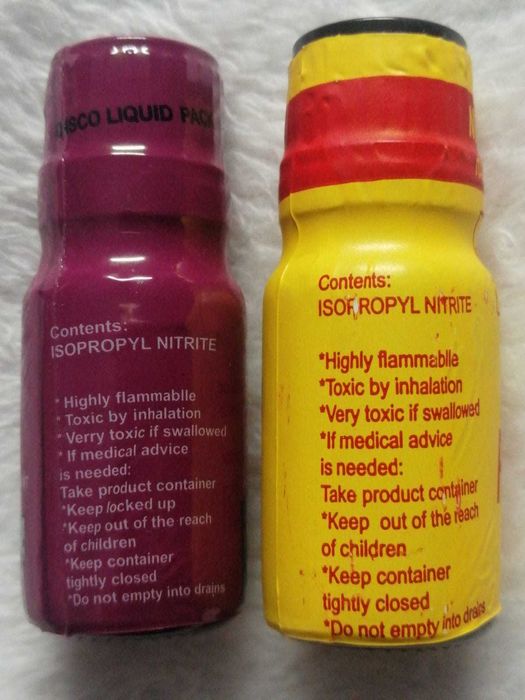 LIQUID PACK
Contents:
ISOPROPYL NITRITE
* Highly flammablle
* Toxic by inhalation
* Verry toxic if swallowed
* If medical advice
is needed:
Take product container
*Keep locked up
*Keep out of the reach
of children
*Keep container
tightly closed
*Do not empty into drains
Contents:
ISOPROPYL NITRITE
*Highly flammablle
*Toxic by inhalation
*Very toxic if swallowed
*If medical advice
is needed:
Take product container
*Keep out of the reach
of children
*Keep container
tightly closed
*Do not empty into drains